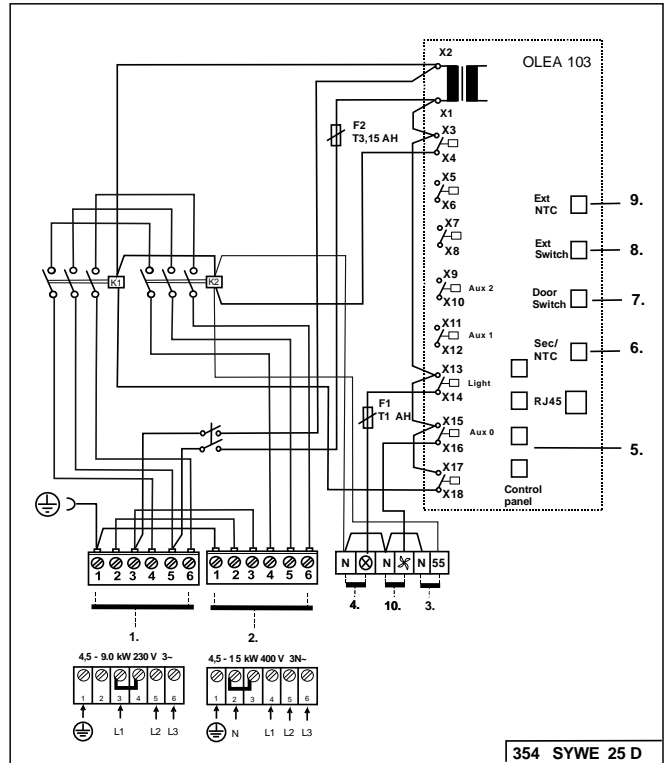 OLEA 103
X2
X1
F2
T3,15 AH
X3
X4
X5
X6
X7
X8
X9
Aux 2
X10
X11
Aux 1
X12
X13
Light
X14
X15
Aux 0
X16
X17
X18
Ext
NTC
9.
Ext
Switch
8.
Door
Switch
7.
Sec/
NTC
6.
RJ45
5.
Control
panel
K1
K2
F1
T1 AH
1 2 3 4 5 6
1 2 3 4 5 6
N N N 55
1.
2.
4. 10. 3.
4,5 - 9.0 kW 230 V 3~
1 2 3 4 5 6
L1 L2 L3
4,5 - 15 kW 400 V 3N~
1 2 3 4 5 6
N L1 L2 L3
354 SYWE 25 D